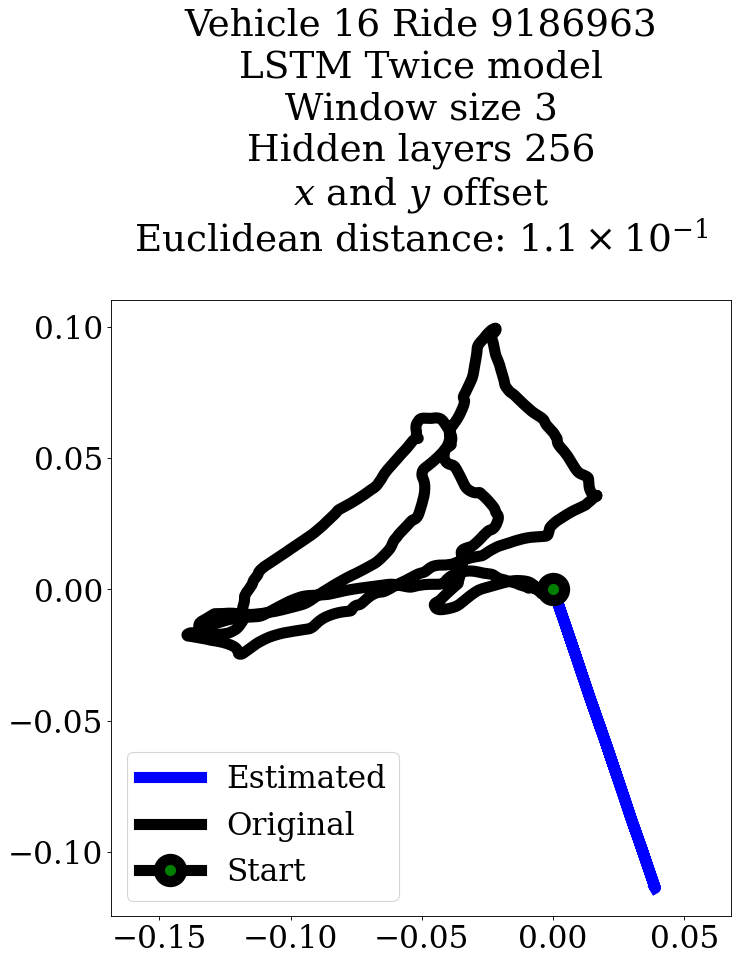 Vehicle 16 Ride 9186963
LSTM Twice model
Window size 3
Hidden layers 256
x and y offset
Euclidean distance: 1.1 × 10⁻¹
0.10
0.05
0.00
−0.05
−0.10
Estimated
Original
Start
−0.15 −0.10 −0.05 0.00 0.05